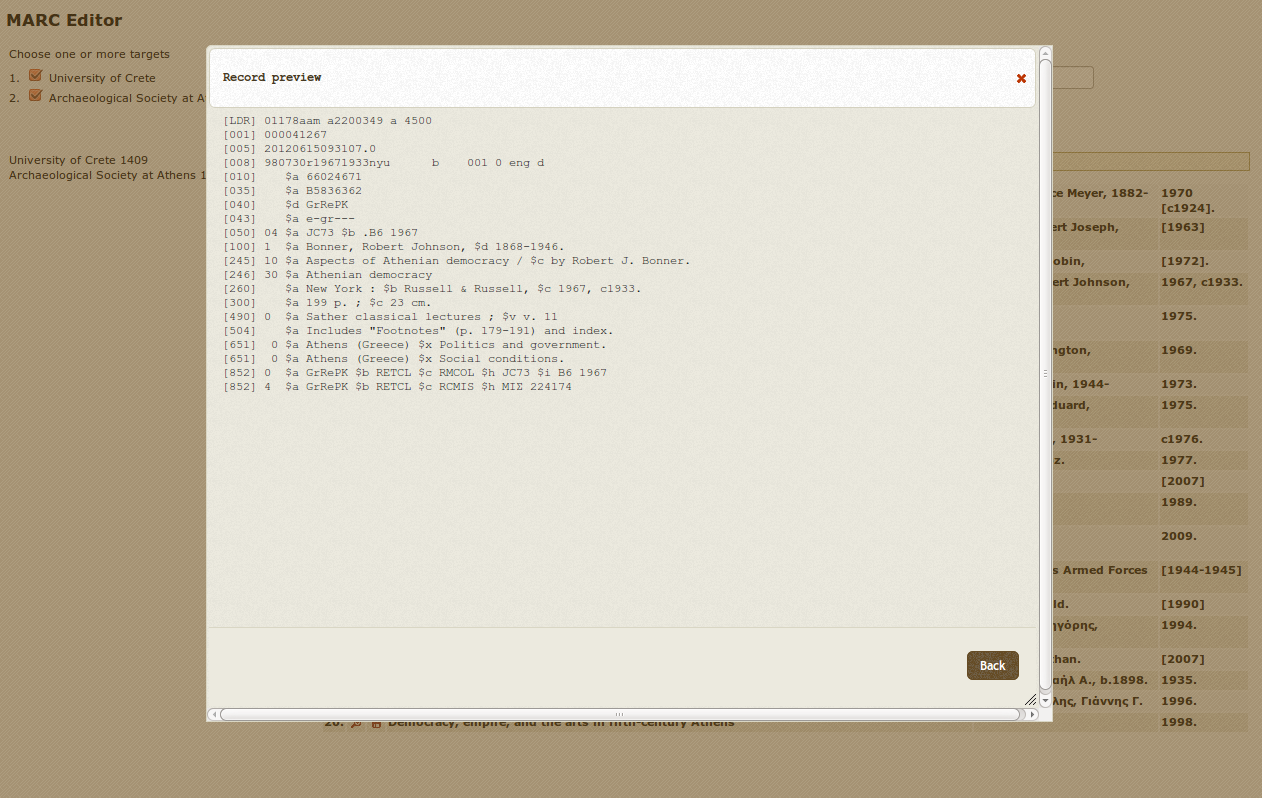 MARC Editor
Choose one or more targets
1. University of Crete
2. Archaeological Society at A
University of Crete 1409
Archaeological Society at Athens 1
Record preview
[LDR] 01178aam a2200349 a 4500
[001] 000041267
[005] 20120615093107.0
[008] 980730r19671933nyu      b    001 0 eng d
[010]    $a 66024671
[035]    $a B5836362
[040]    $d GrRePK
[043]    $a e-gr---
[050] 04 $a JC73 $b .B6 1967
[100] 1  $a Bonner, Robert Johnson, $d 1868-1946.
[245] 10 $a Aspects of Athenian democracy / $c by Robert J. Bonner.
[246] 30 $a Athenian democracy
[260]    $a New York : $b Russell & Russell, $c 1967, c1933.
[300]    $a 199 p. ; $c 23 cm.
[490] 0  $a Sather classical lectures ; $v v. 11
[504]    $a Includes "Footnotes" (p. 179-191) and index.
[651]  0 $a Athens (Greece) $x Politics and government.
[651]  0 $a Athens (Greece) $x Social conditions.
[852] 0  $a GrRePK $b RETCL $c RMCOL $h JC73 $i B6 1967
[852] 4  $a GrRePK $b RETCL $c RCMIS $h ΜΙΣ 224174
Back
ce Meyer, 1882- 1970
[c1924].
ert Joseph, [1963]
obin, [1972].
ert Johnson, 1967, c1933.
1975.
ngton, 1969.
in, 1944- 1973.
duard, 1975.
, 1931- c1976.
z. 1977.
[2007]
1989.
2009.
s Armed Forces [1944-1945]
ld. [1990]
ηγόρης, 1994.
than. [2007]
αήλ Α., b.1898. 1935.
λης, Γιάννης Γ. 1996.
20. Democracy, empire, and the arts in fifth-century Athens 1998.